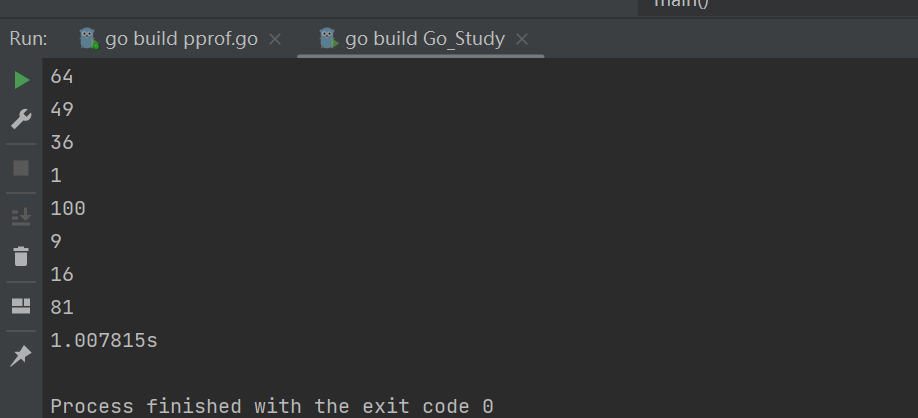 main()
Run: go build pprof.go × go build Go_Study ×
64
49
36
1
100
9
16
81
1.007815s
Process finished with the exit code 0